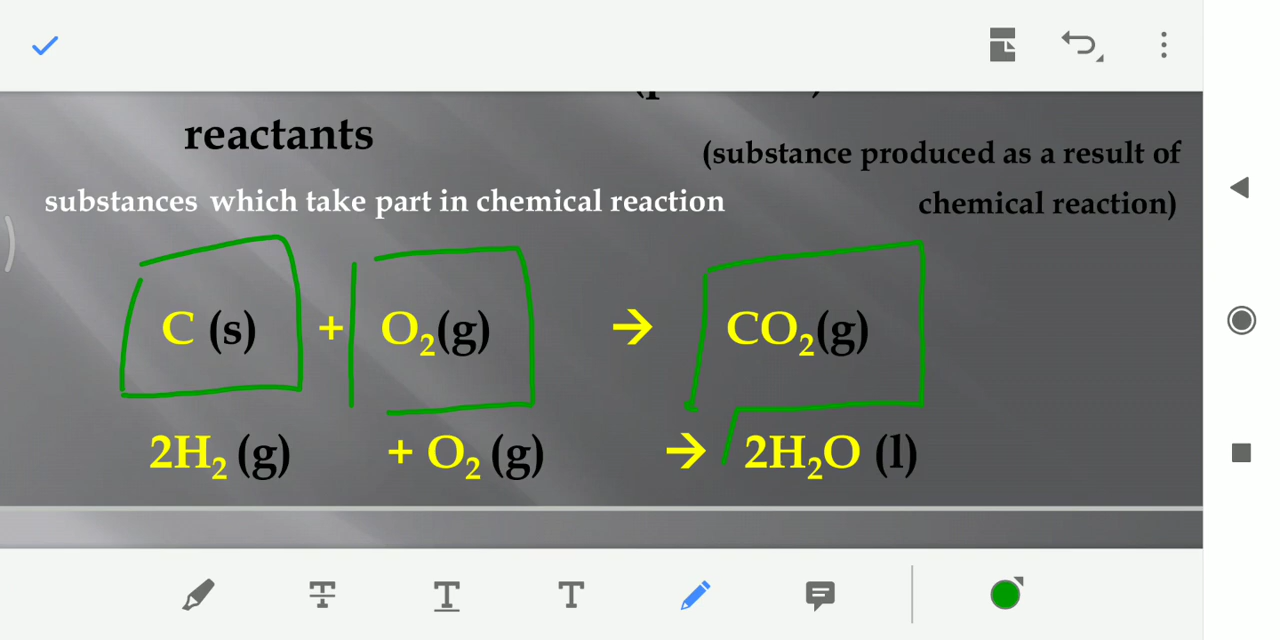 reactants
(substance produced as a result of
substances which take part in chemical reaction
chemical reaction)
C (s) + O₂(g) → CO₂(g)
2H₂ (g) + O₂ (g) → 2H₂O (l)